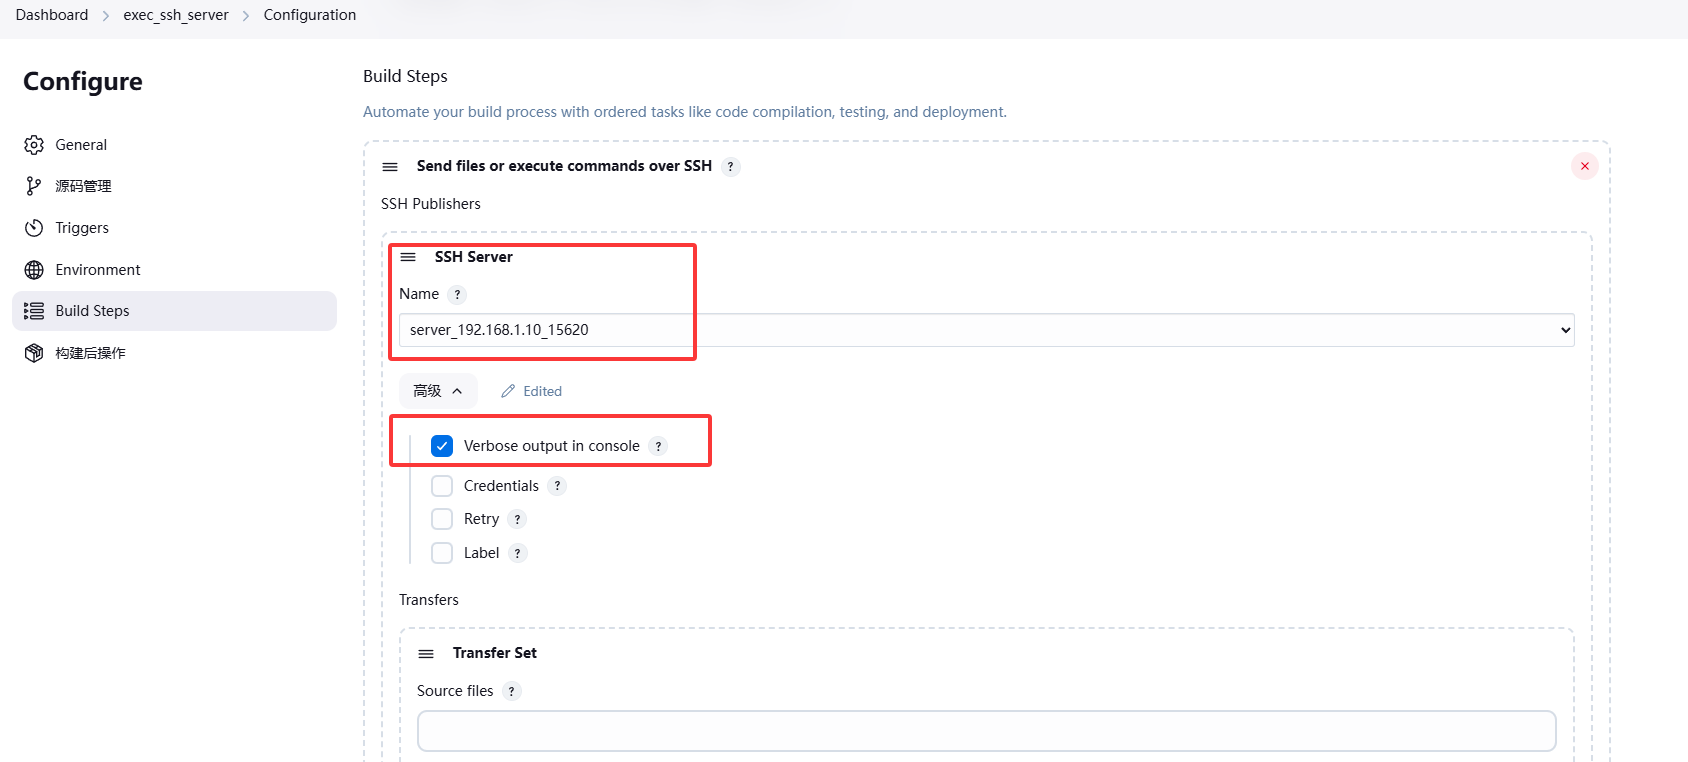 Dashboard > exec_ssh_server > Configuration
Configure
General
源码管理
Triggers
Environment
Build Steps
构建后操作
Build Steps
Automate your build process with ordered tasks like code compilation, testing, and deployment.
Send files or execute commands over SSH ?
SSH Publishers
SSH Server
Name ?
server_192.168.1.10_15620
高级 Edited
Verbose output in console ?
Credentials ?
Retry ?
Label ?
Transfers
Transfer Set
Source files ?